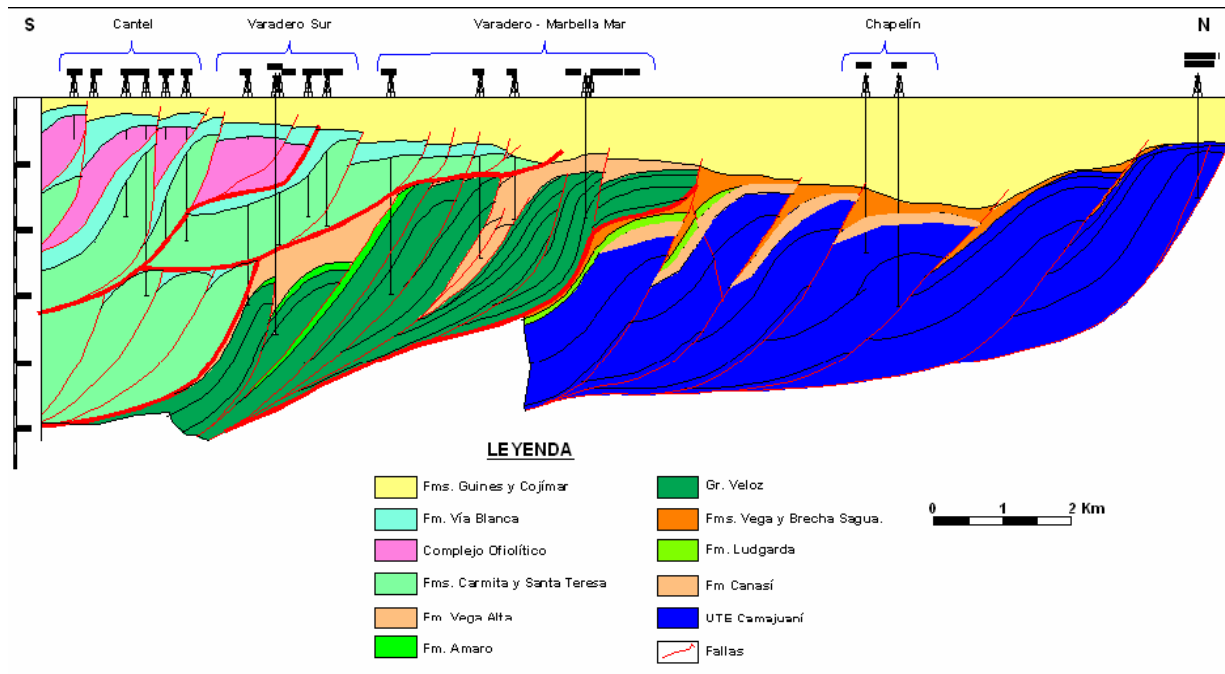 S
Cantel
Varadero Sur
Varadero - Marbella Mar
Chapelín
N
LEYENDA
Fms. Guines y Cojímar
Fm. Vía Blanca
Complejo Ofiolítico
Fms. Carmita y Santa Teresa
Fm. Vega Alta
Fm. Amaro
Gr. Veloz
Fms. Vega y Brecha Sagua.
Fm. Ludgarda
Fm Canasí
UTE Camajuaní
Fallas
0 1 2 Km